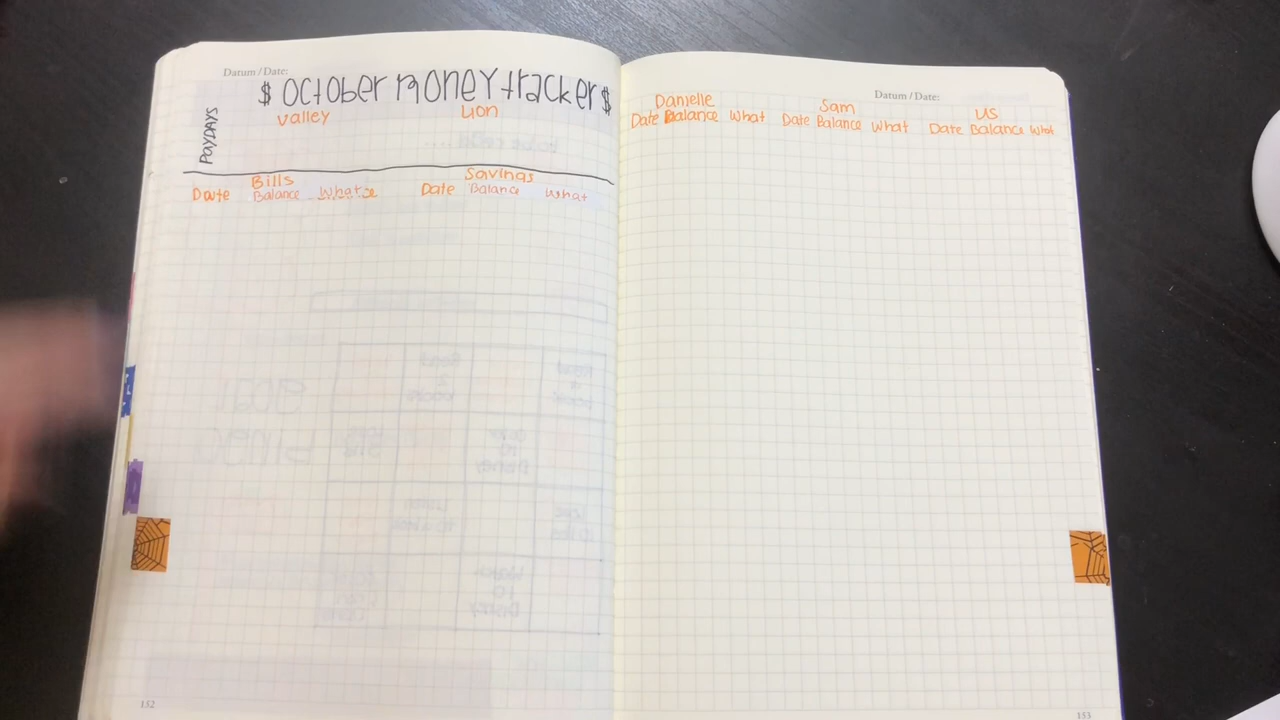 Datum / Date:
$ October money tracker $
PAYDAYS
Valley Lion
Bills Savings
Date Balance What Date Balance What
152
Datum / Date:
Danielle Sam US
Date Balance What Date Balance What Date Balance What
153